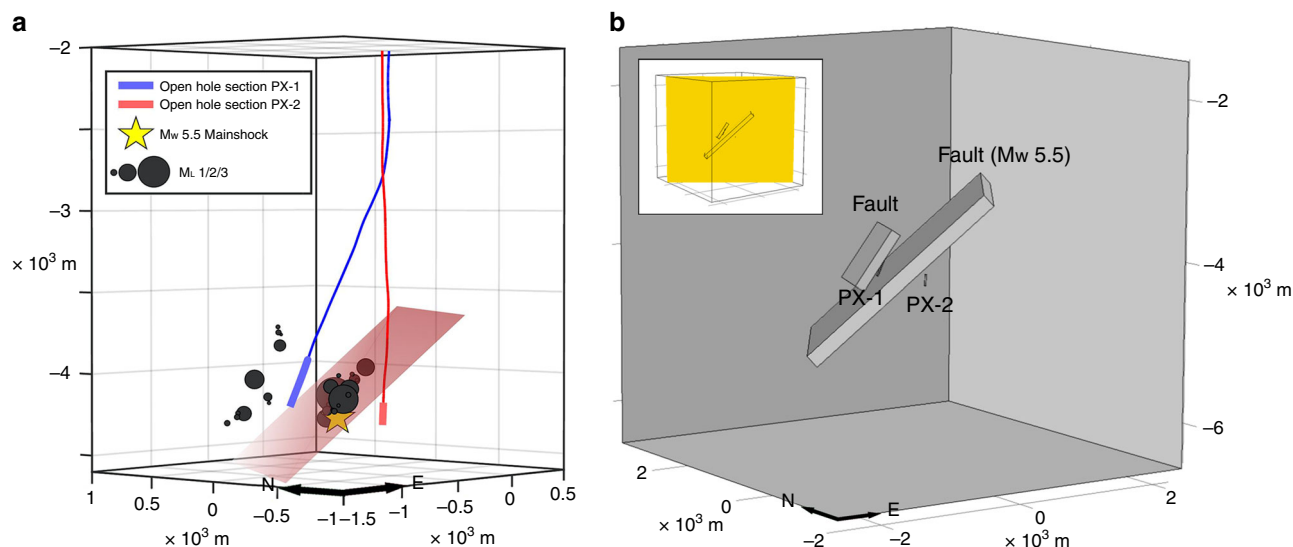 a
−2
−3
× 10³ m
−4
Open hole section PX-1
Open hole section PX-2
Mw 5.5 Mainshock
ML 1/2/3
N
E
1
0.5
0
−0.5
−1
−1.5
−1
−0.5
0
0.5
× 10³ m
× 10³ m
b
Fault (Mw 5.5)
Fault
PX-1
PX-2
−2
−4
× 10³ m
−6
2
0
−2
× 10³ m
N
E
−2
0
2
× 10³ m